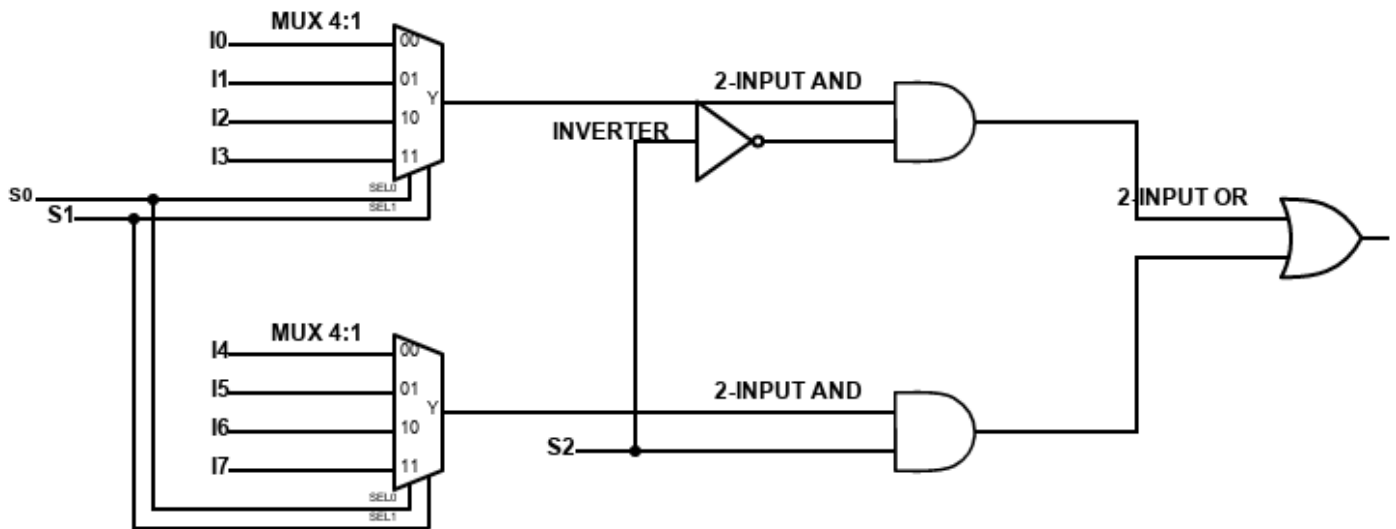 MUX 4:1
I0
00
I1
01
Y
I2
10
I3
11
SEL0
S0
SEL1
S1
2-INPUT AND
INVERTER
2-INPUT OR
MUX 4:1
I4
00
I5
01
Y
I6
10
I7
11
SEL0
SEL1
2-INPUT AND
S2